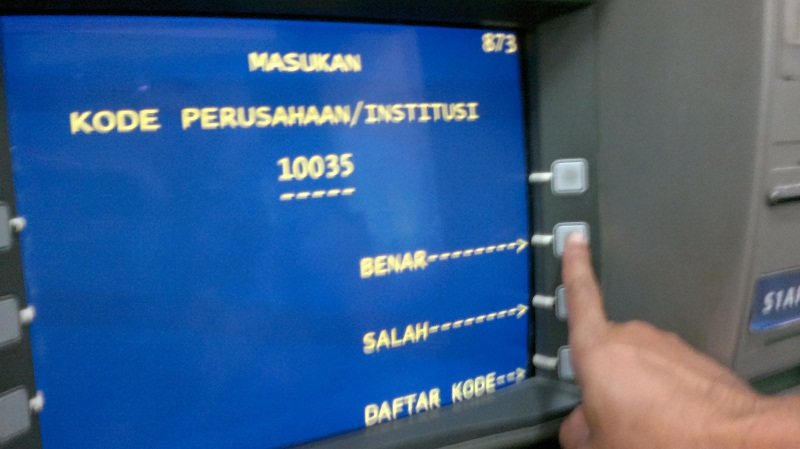 873
MASUKAN
KODE PERUSAHAAN/INSTITUSI
10035
-----
BENAR-------->
SALAH-------->
DAFTAR KODE-->